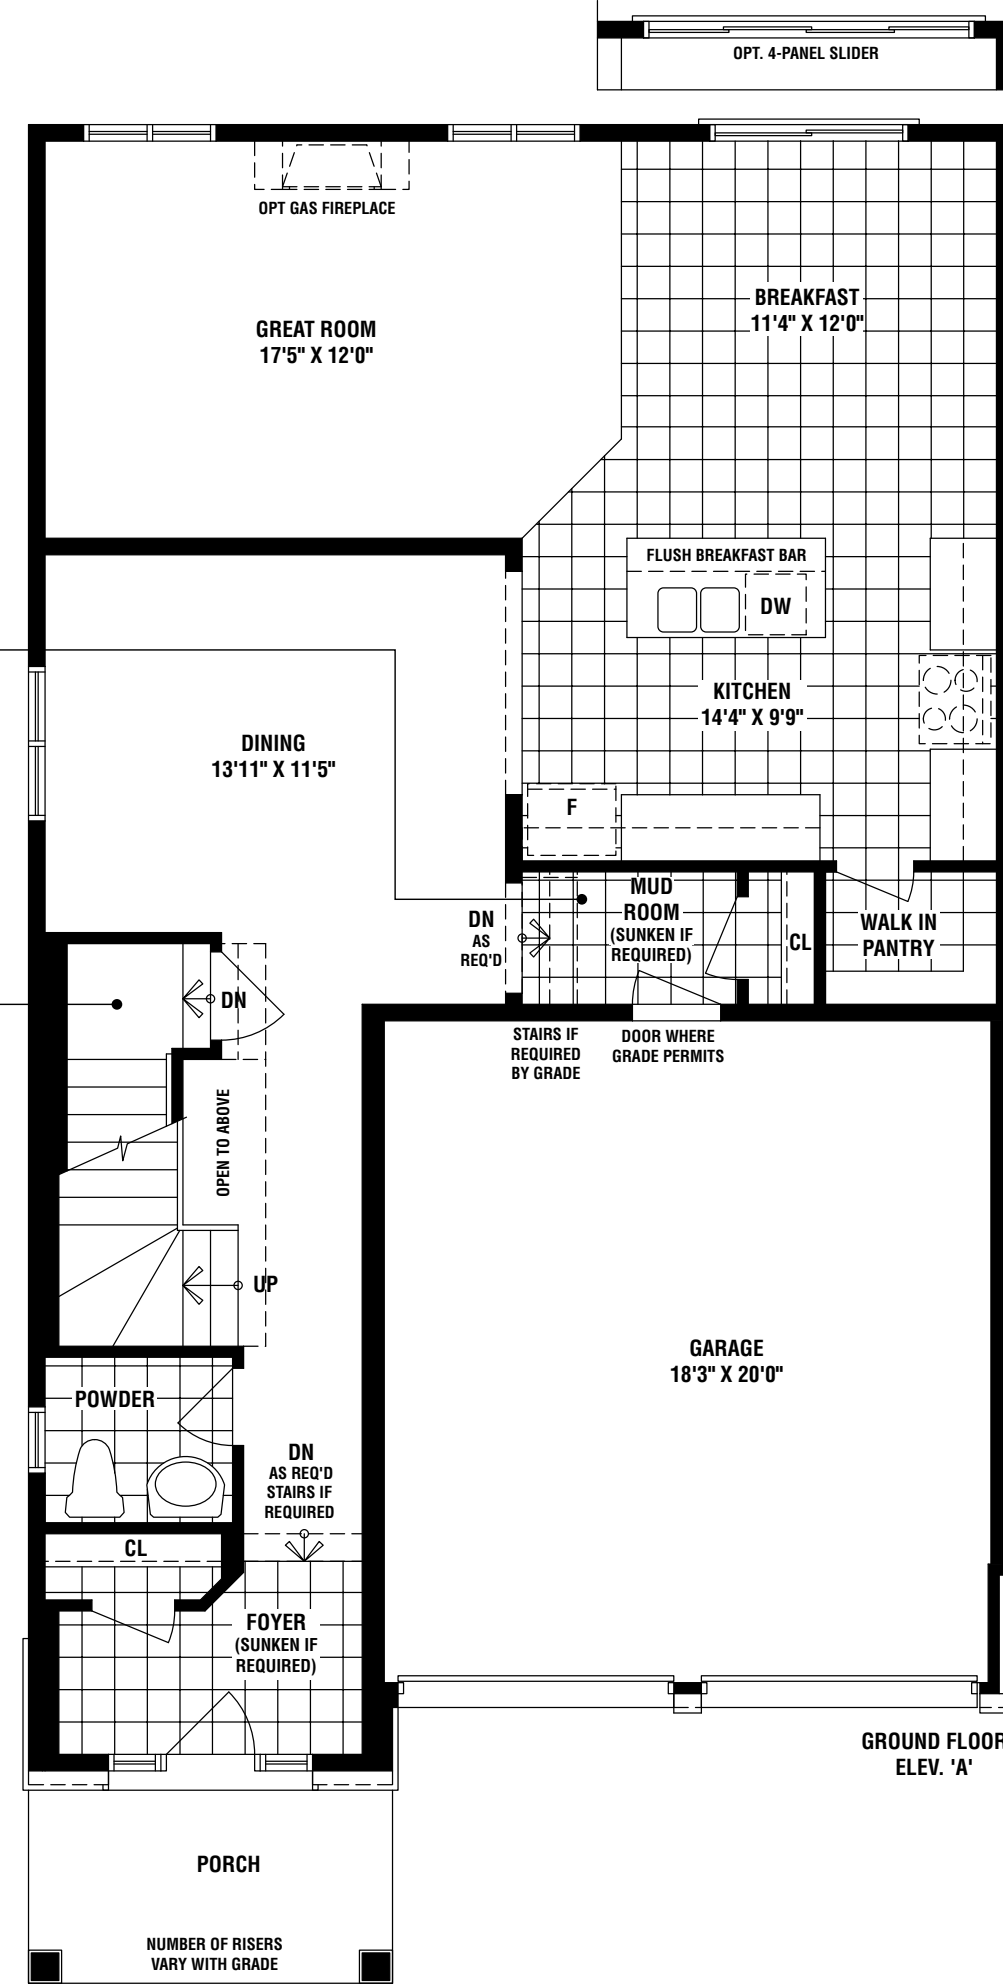 OPT. 4-PANEL SLIDER
OPT GAS FIREPLACE
GREAT ROOM
17'5" X 12'0"
BREAKFAST
11'4" X 12'0"
FLUSH BREAKFAST BAR
DW
KITCHEN
14'4" X 9'9"
DINING
13'11" X 11'5"
F
MUD
ROOM
(SUNKEN IF
REQUIRED)
DN
AS
REQ'D
CL
WALK IN
PANTRY
DN
STAIRS IF
REQUIRED
BY GRADE
DOOR WHERE
GRADE PERMITS
OPEN TO ABOVE
UP
GARAGE
18'3" X 20'0"
POWDER
DN
AS REQ'D
STAIRS IF
REQUIRED
CL
FOYER
(SUNKEN IF
REQUIRED)
GROUND FLOOR
ELEV. 'A'
PORCH
NUMBER OF RISERS
VARY WITH GRADE